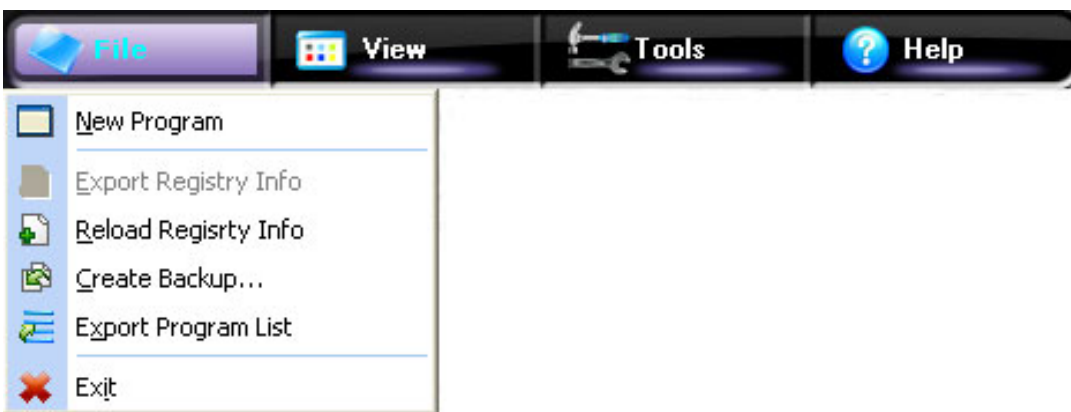 File View Tools Help
New Program
Export Registry Info
Reload Regisrty Info
Create Backup...
Export Program List
Exit